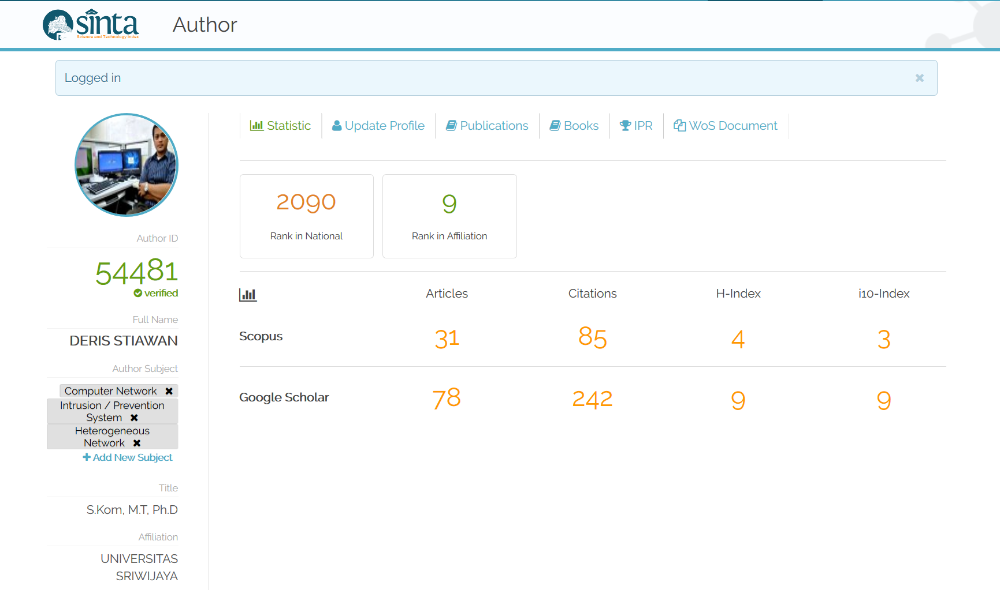 sinta
Science and Technology Index
Author
Logged in
Statistic
Update Profile
Publications
Books
IPR
WoS Document
Author ID
54481
verified
Full Name
DERIS STIAWAN
Author Subject
Computer Network
Intrusion / Prevention
System
Heterogeneous
Network
Add New Subject
Title
S.Kom, M.T, Ph.D
Affiliation
UNIVERSITAS
SRIWIJAYA
2090
Rank in National
9
Rank in Affiliation
Articles Citations H-Index i10-Index
Scopus 31 85 4 3
Google Scholar 78 242 9 9